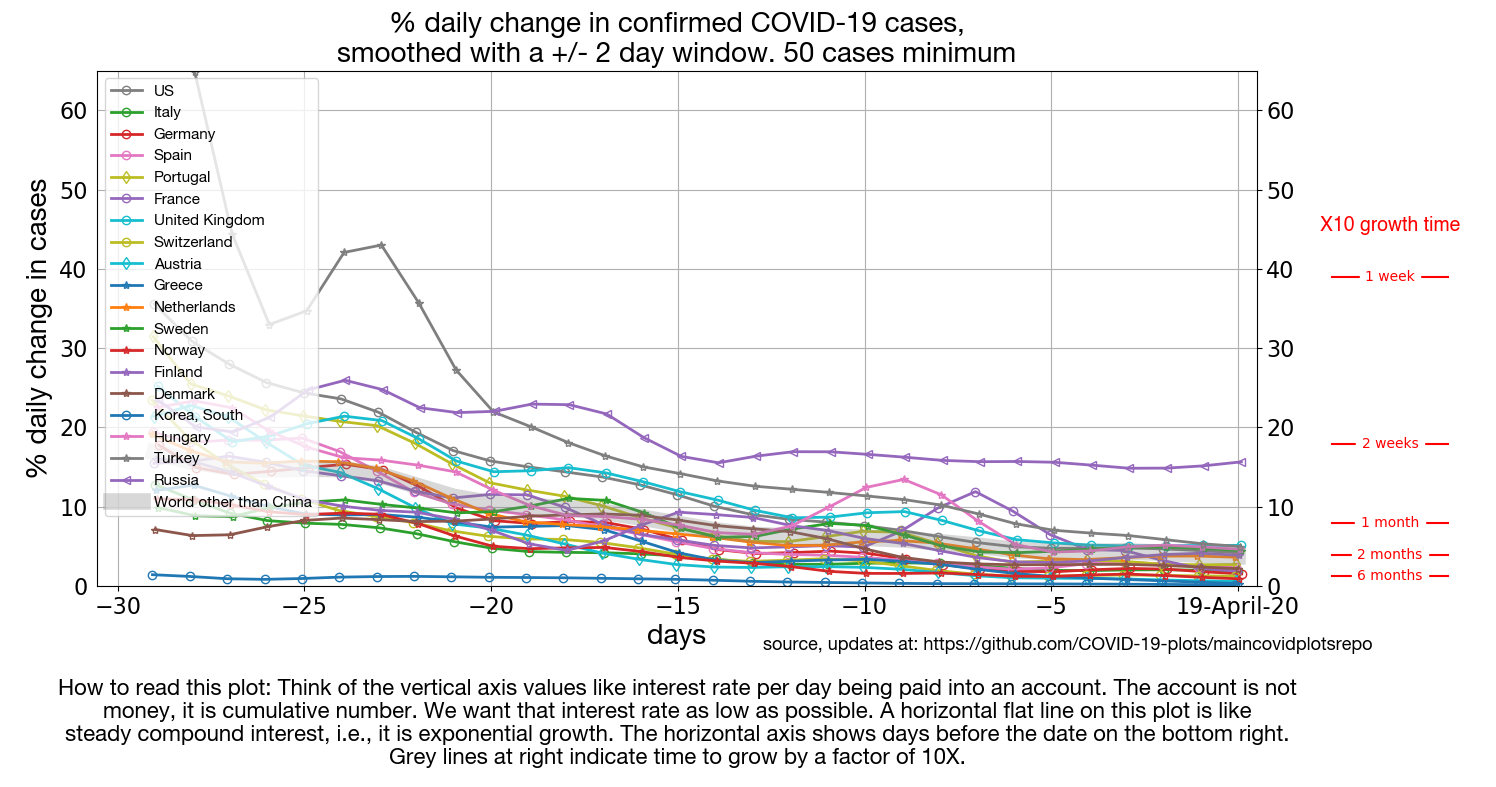 % daily change in confirmed COVID-19 cases,
smoothed with a +/- 2 day window. 50 cases minimum
% daily change in cases
60
50
40
30
20
10
0
US
Italy
Germany
Spain
Portugal
France
United Kingdom
Switzerland
Austria
Greece
Netherlands
Sweden
Norway
Finland
Denmark
Korea, South
Hungary
Turkey
Russia
World other than China
60
50
40
30
20
10
0
X10 growth time
1 week
2 weeks
1 month
2 months
6 months
−30
−25
−20
−15
−10
−5
19-April-20
days
source, updates at: https://github.com/COVID-19-plots/maincovidplotsrepo
How to read this plot: Think of the vertical axis values like interest rate per day being paid into an account. The account is not
money, it is cumulative number. We want that interest rate as low as possible. A horizontal flat line on this plot is like
steady compound interest, i.e., it is exponential growth. The horizontal axis shows days before the date on the bottom right.
Grey lines at right indicate time to grow by a factor of 10X.